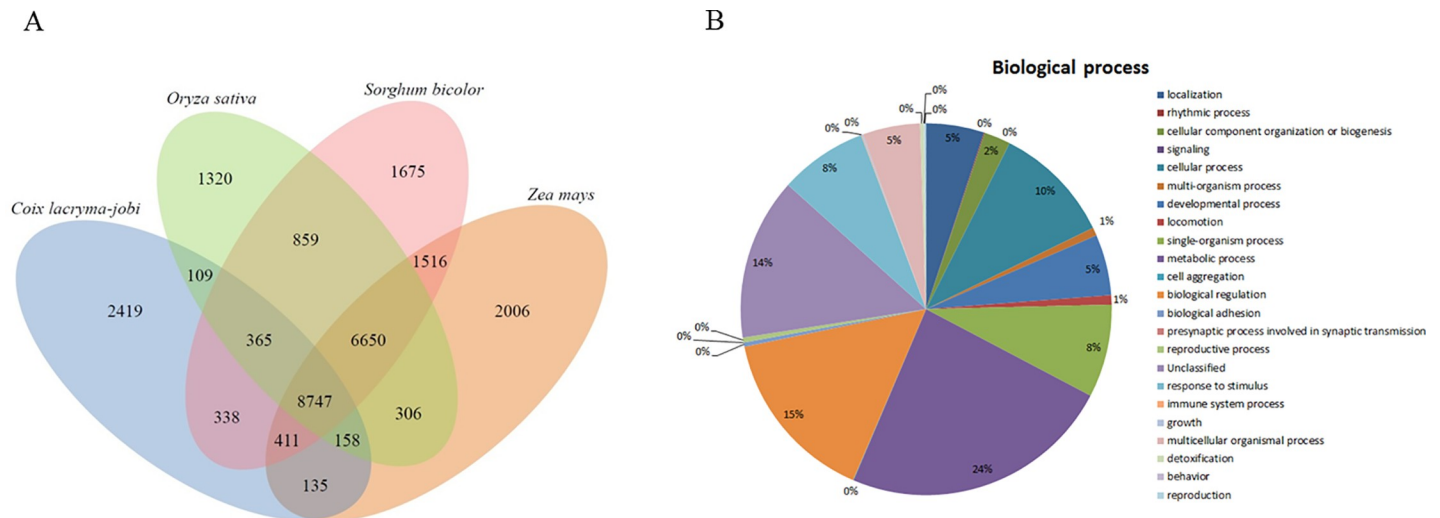 A
Oryza sativa
Sorghum bicolor
Coix lacryma-jobi
Zea mays
1320
1675
859
109
1516
2419
2006
365
6650
338
8747
306
411
158
135
B
Biological process
0%
0%
0%
0%
0%
0%
5%
5%
0%
2%
0%
8%
10%
1%
14%
5%
1%
0%
0%
8%
15%
24%
0%
localization
rhythmic process
cellular component organization or biogenesis
signaling
cellular process
multi-organism process
developmental process
locomotion
single-organism process
metabolic process
cell aggregation
biological regulation
biological adhesion
presynaptic process involved in synaptic transmission
reproductive process
Unclassified
response to stimulus
immune system process
growth
multicellular organismal process
detoxification
behavior
reproduction